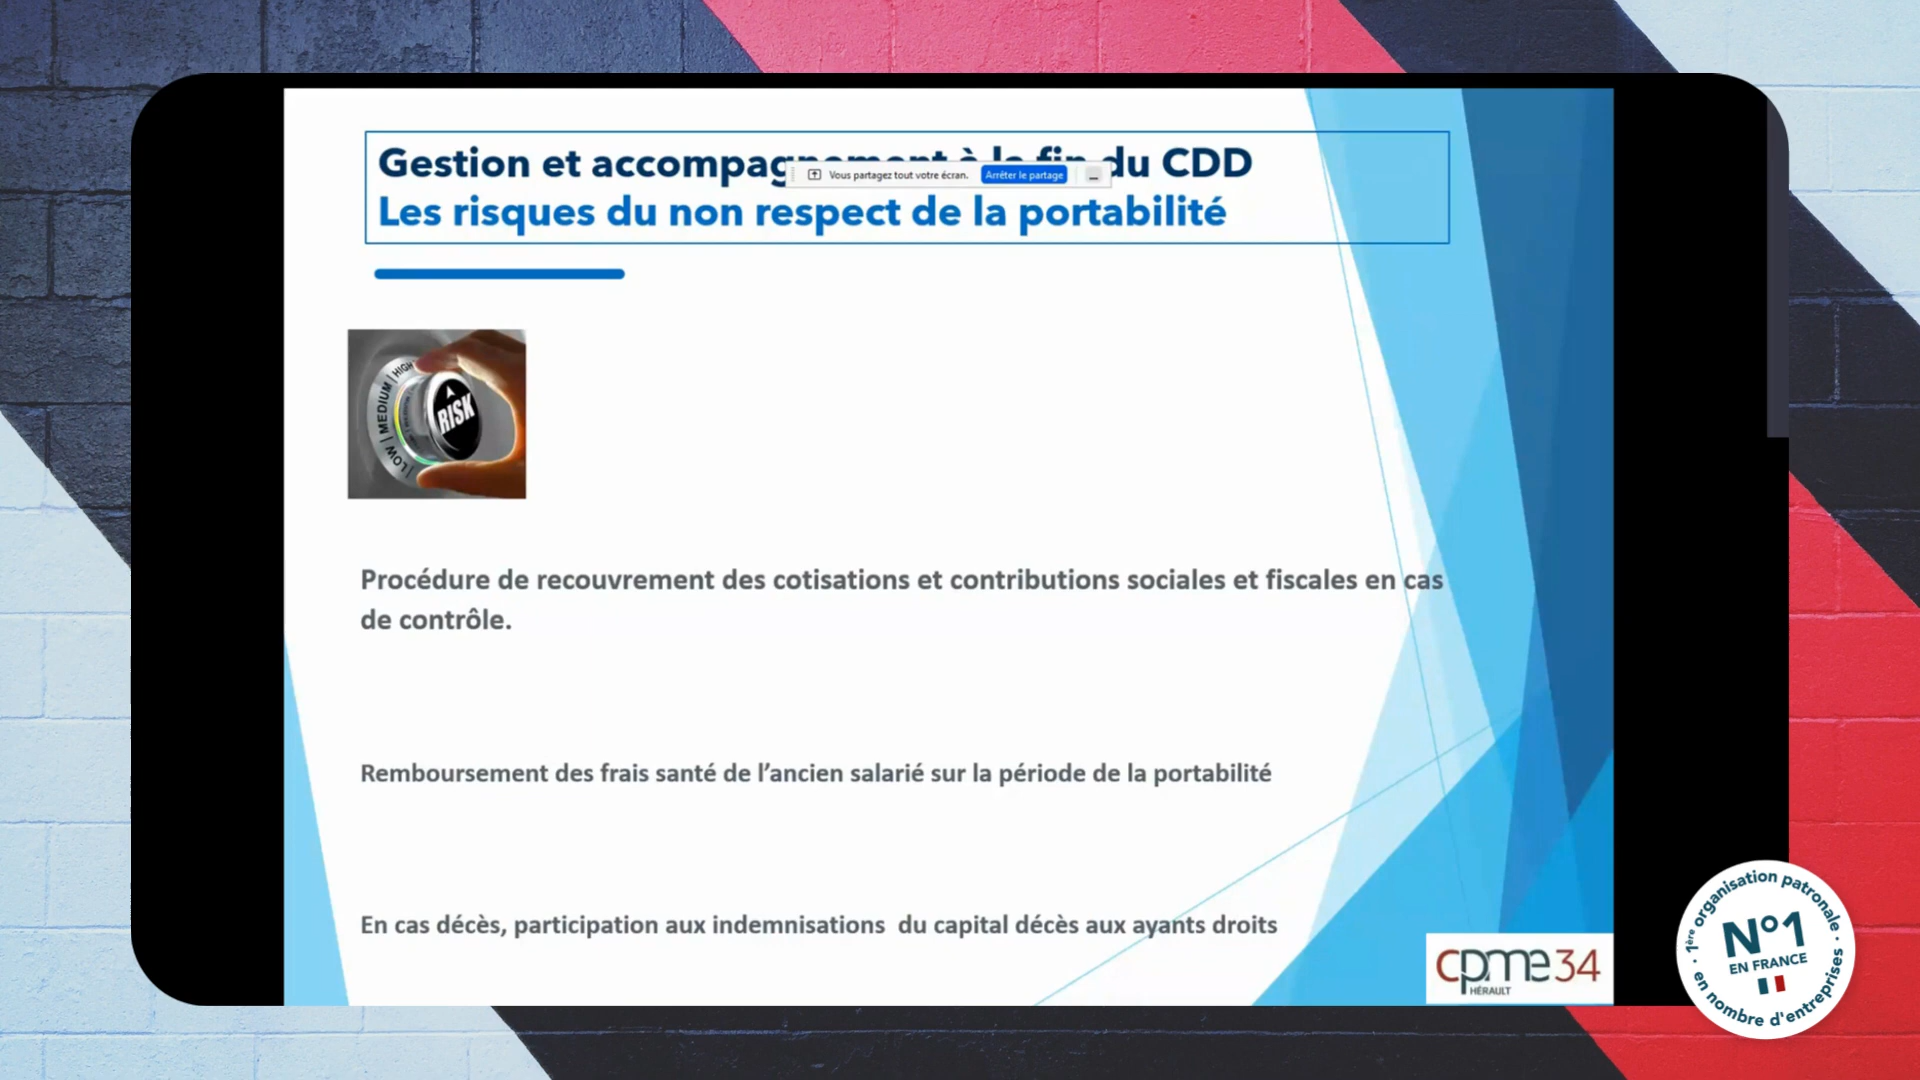 Gestion et accompagnement à la fin du CDD
Vous partagez tout votre écran. Arrêter le partage
Les risques du non respect de la portabilité
LOW | MEDIUM | HIGH
RISK
Procédure de recouvrement des cotisations et contributions sociales et fiscales en cas
de contrôle.
Remboursement des frais santé de l’ancien salarié sur la période de la portabilité
En cas décès, participation aux indemnisations du capital décès aux ayants droits
cpme34
HÉRAULT
· 1ère organisation patronale ·
N°1
EN FRANCE
en nombre d'entreprises